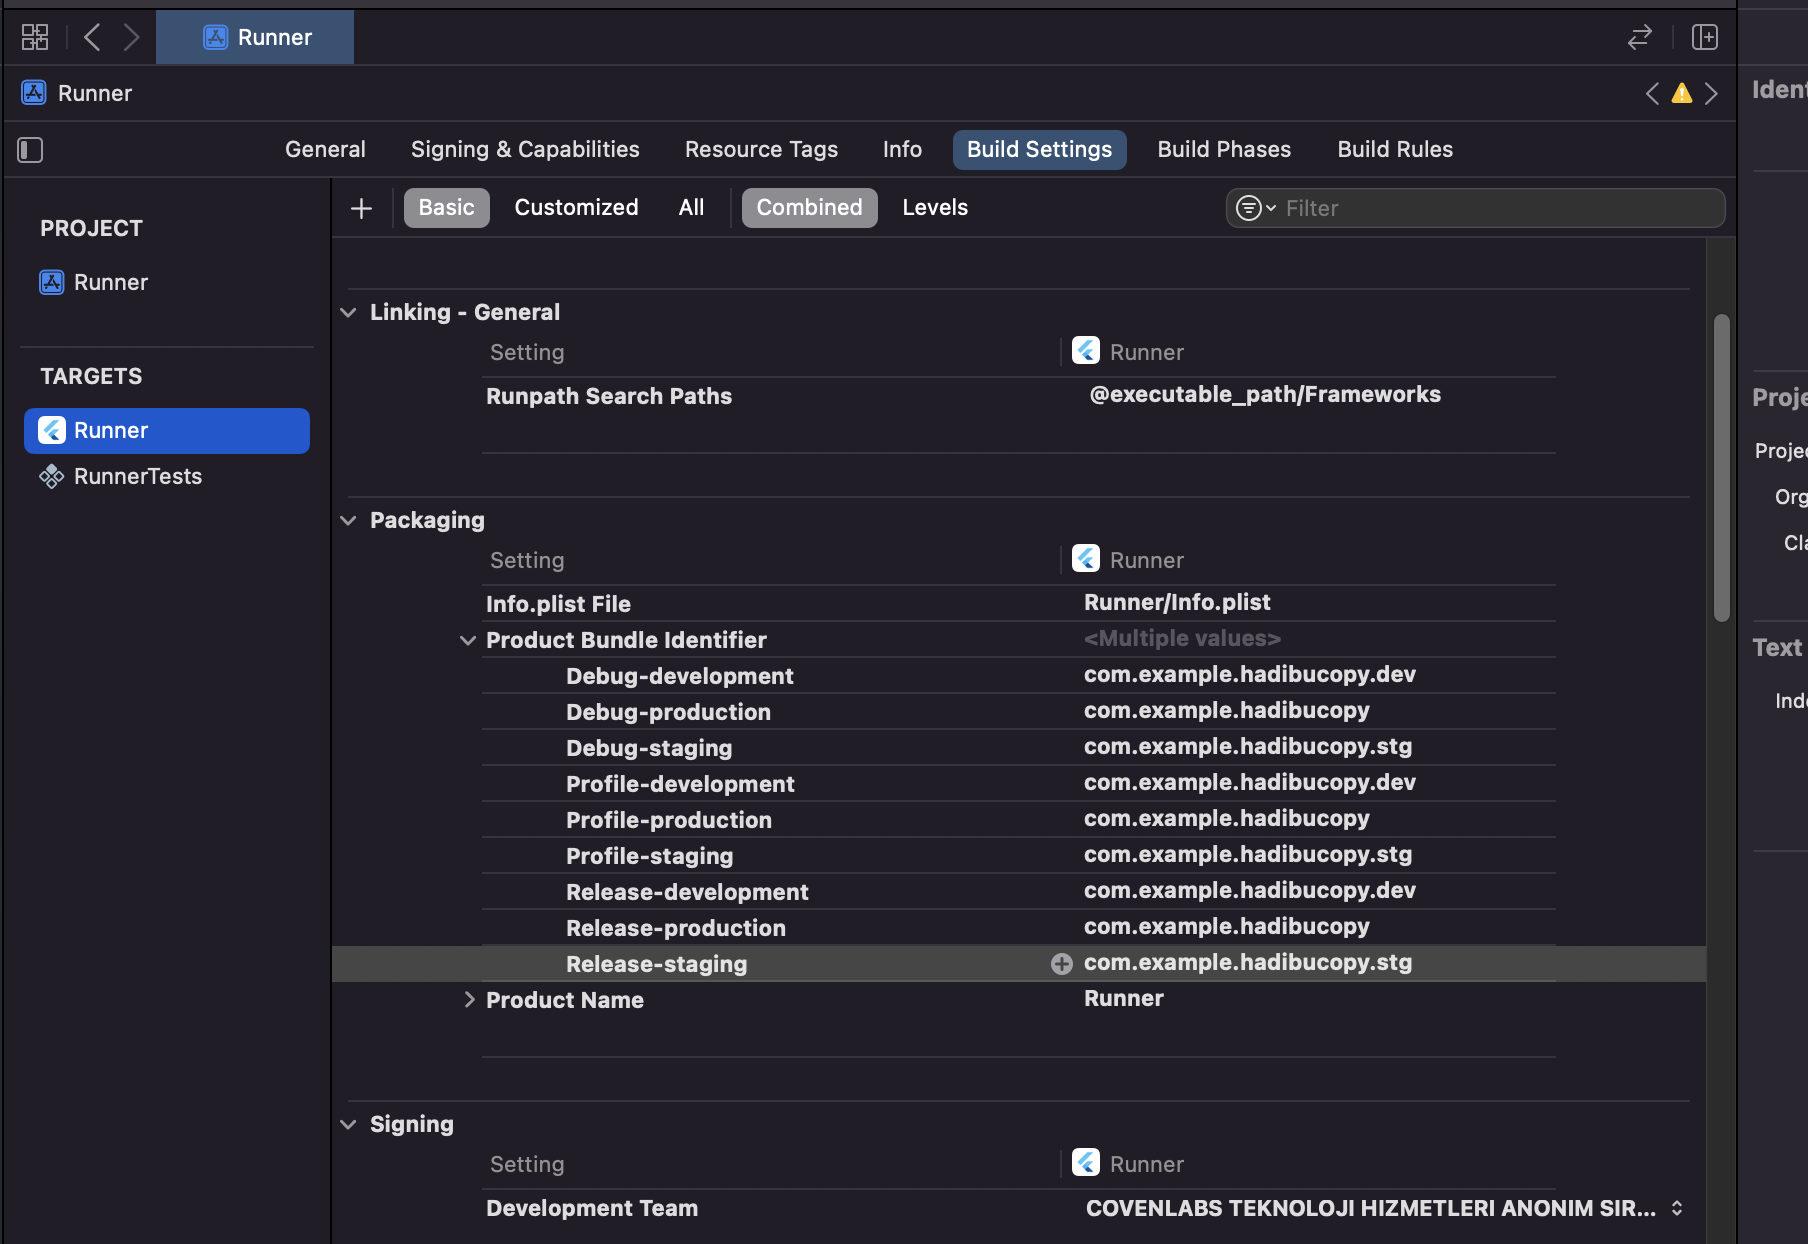 Runner
Runner
Ident
General Signing & Capabilities Resource Tags Info Build Settings Build Phases Build Rules
Basic Customized All Combined Levels Filter
PROJECT
Runner
TARGETS
Runner
RunnerTests
Linking - General
Setting Runner
Runpath Search Paths @executable_path/Frameworks
Packaging
Setting Runner
Info.plist File Runner/Info.plist
Product Bundle Identifier <Multiple values>
Debug-development com.example.hadibucopy.dev
Debug-production com.example.hadibucopy
Debug-staging com.example.hadibucopy.stg
Profile-development com.example.hadibucopy.dev
Profile-production com.example.hadibucopy
Profile-staging com.example.hadibucopy.stg
Release-development com.example.hadibucopy.dev
Release-production com.example.hadibucopy
Release-staging com.example.hadibucopy.stg
Product Name Runner
Signing
Setting Runner
Development Team COVENLABS TEKNOLOJI HIZMETLERI ANONIM SIR...
Proje
Projec
Org
Cla
Text
Inde